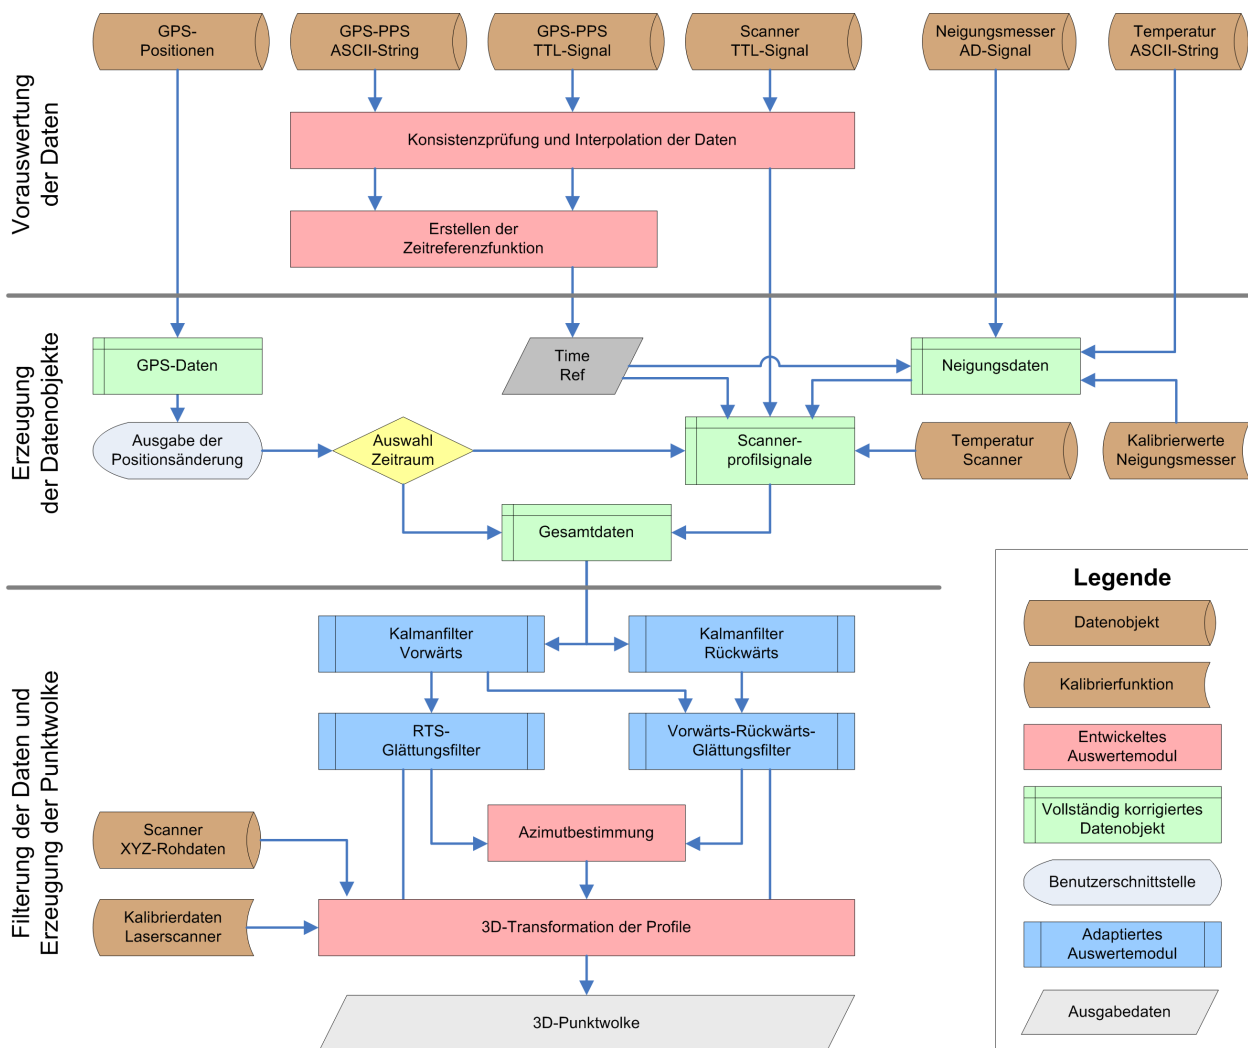 GPS-
Positionen
GPS-PPS
ASCII-String
GPS-PPS
TTL-Signal
Scanner
TTL-Signal
Neigungsmesser
AD-Signal
Temperatur
ASCII-String
Vorauswertung
der Daten
Konsistenzprüfung und Interpolation der Daten
Erstellen der
Zeitreferenzfunktion
Erzeugung
der Datenobjekte
GPS-Daten
Time
Ref
Neigungsdaten
Ausgabe der
Positionsänderung
Auswahl
Zeitraum
Scanner-
profilsignale
Temperatur
Scanner
Kalibrierwerte
Neigungsmesser
Gesamtdaten
Filterung der Daten und
Erzeugung der Punktwolke
Kalmanfilter
Vorwärts
Kalmanfilter
Rückwärts
RTS-
Glättungsfilter
Vorwärts-Rückwärts-
Glättungsfilter
Azimutbestimmung
Scanner
XYZ-Rohdaten
Kalibrierdaten
Laserscanner
3D-Transformation der Profile
3D-Punktwolke
Legende
Datenobjekt
Kalibrierfunktion
Entwickeltes
Auswertemodul
Vollständig korrigiertes
Datenobjekt
Benutzerschnittstelle
Adaptiertes
Auswertemodul
Ausgabedaten